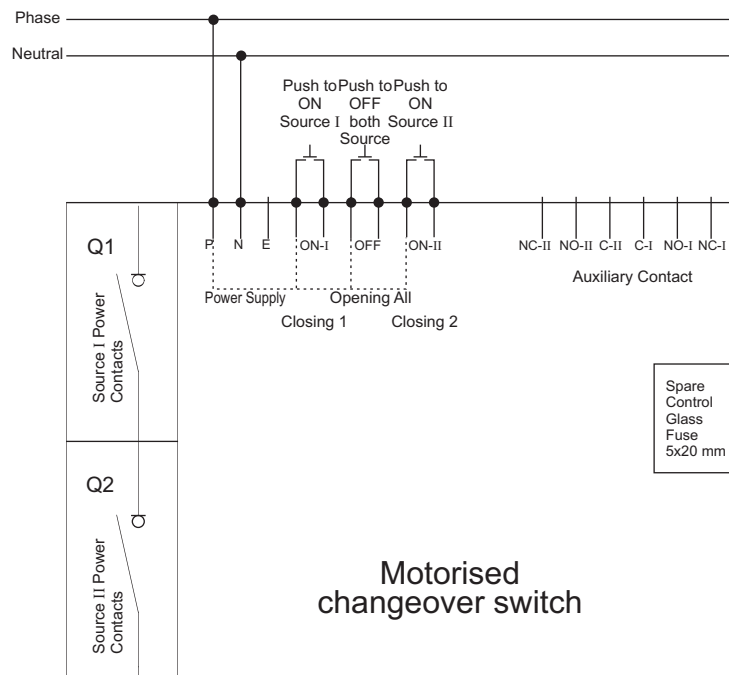 Phase
Neutral
Push to
ON
Source I
Push to
OFF
both
Source
Push to
ON
Source II
P
N
E
ON-I
OFF
ON-II
NC-II
NO-II
C-II
C-I
NO-I
NC-I
Auxiliary Contact
Power Supply
Opening All
Closing 1
Closing 2
Q1
Source I Power
Contacts
Q2
Source II Power
Contacts
Spare
Control
Glass
Fuse
5x20 mm
Motorised
changeover switch